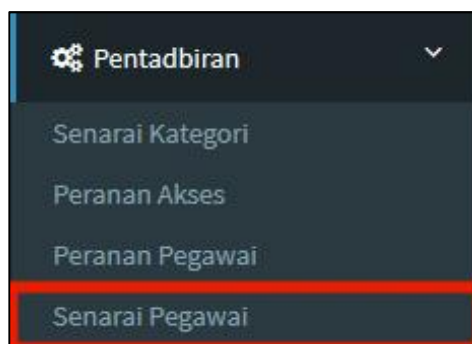 Pentadbiran
Senarai Kategori
Peranan Akses
Peranan Pegawai
Senarai Pegawai